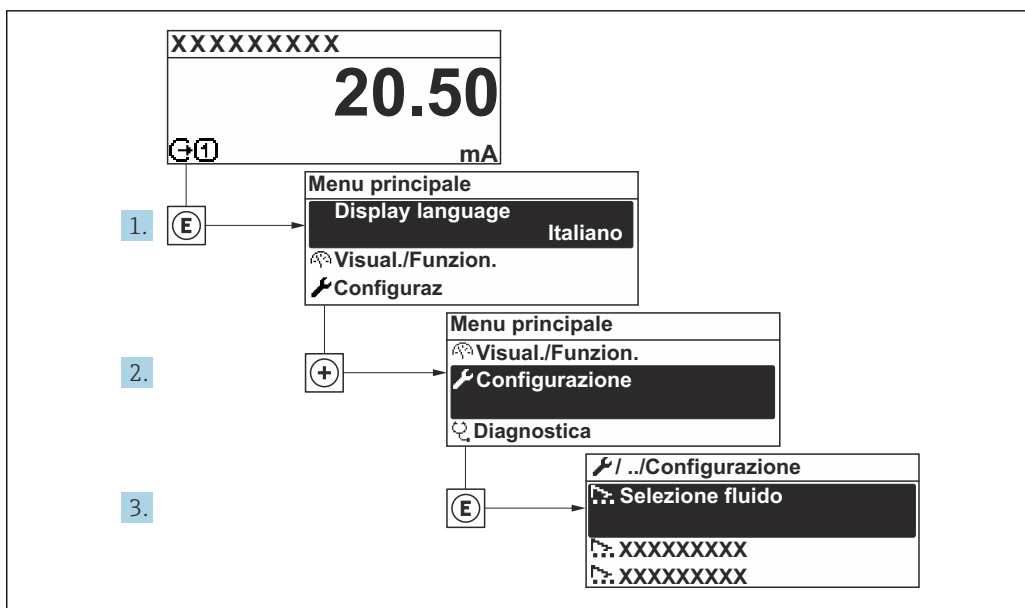 XXXXXXXXX
20.50
1 mA
Menu principale
1.
E
Display language
Italiano
Visual./Funzion.
Configuraz
Menu principale
Visual./Funzion.
2.
+
Configurazione
Diagnostica
/ ../Configurazione
3.
E
Selezione fluido
XXXXXXXXX
XXXXXXXXX